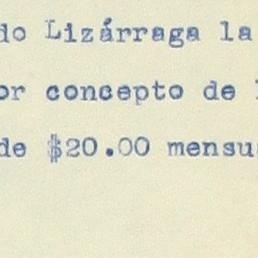 do Lizárraga la
or concepto de
de $20.00 mensu